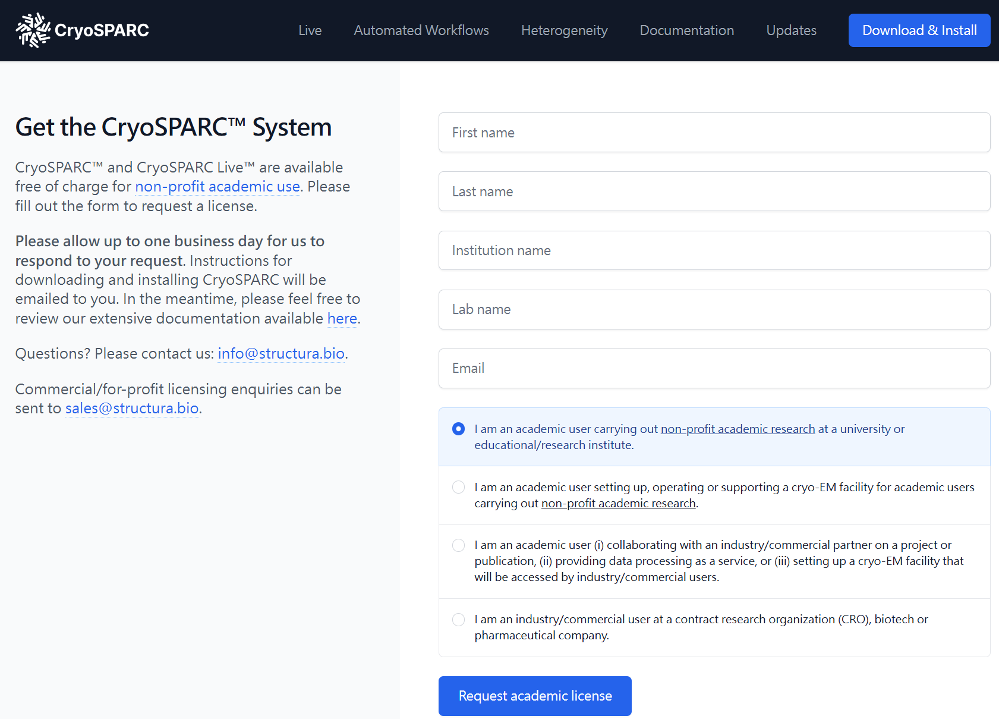 CryoSPARC
Live
Automated Workflows
Heterogeneity
Documentation
Updates
Download & Install
Get the CryoSPARC™ System
CryoSPARC™ and CryoSPARC Live™ are available
free of charge for non-profit academic use. Please
fill out the form to request a license.
Please allow up to one business day for us to
respond to your request. Instructions for
downloading and installing CryoSPARC will be
emailed to you. In the meantime, please feel free to
review our extensive documentation available here.
Questions? Please contact us: info@structura.bio.
Commercial/for-profit licensing enquiries can be
sent to sales@structura.bio.
First name
Last name
Institution name
Lab name
Email
I am an academic user carrying out non-profit academic research at a university or
educational/research institute.
I am an academic user setting up, operating or supporting a cryo-EM facility for academic users
carrying out non-profit academic research.
I am an academic user (i) collaborating with an industry/commercial partner on a project or
publication, (ii) providing data processing as a service, or (iii) setting up a cryo-EM facility that
will be accessed by industry/commercial users.
I am an industry/commercial user at a contract research organization (CRO), biotech or
pharmaceutical company.
Request academic license